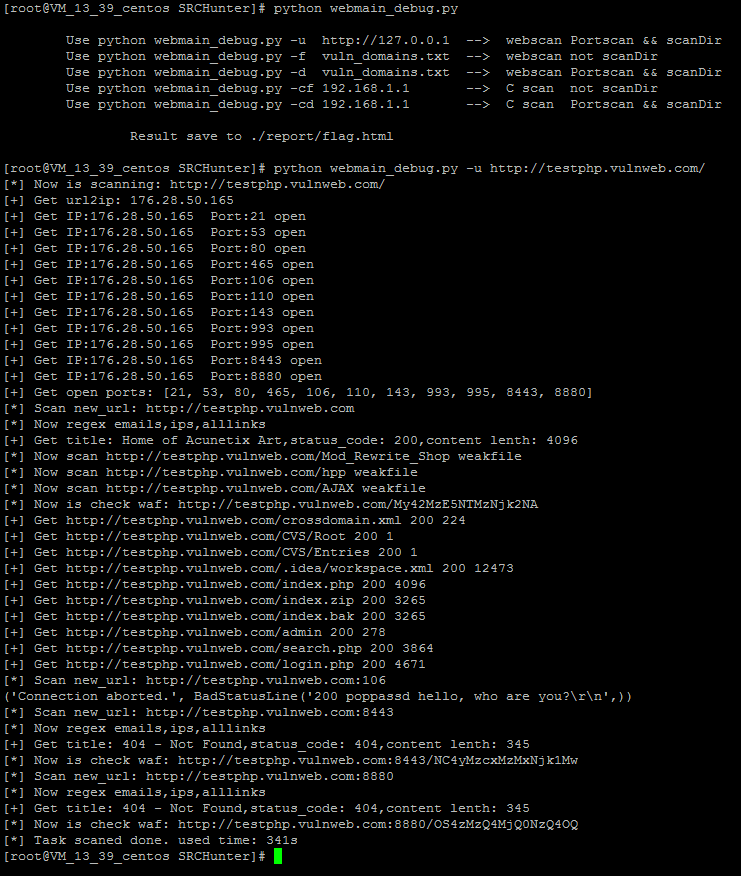 [root@VM_13_39_centos SRCHunter]# python webmain_debug.py
Use python webmain_debug.py -u  http://127.0.0.1  -->  webscan Portscan && scanDir
Use python webmain_debug.py -f  vuln_domains.txt  -->  webscan not scanDir
Use python webmain_debug.py -d  vuln_domains.txt  -->  webscan Portscan && scanDir
Use python webmain_debug.py -cf 192.168.1.1       -->  C scan  not scanDir
Use python webmain_debug.py -cd 192.168.1.1       -->  C scan  Portscan && scanDir
Result save to ./report/flag.html
[root@VM_13_39_centos SRCHunter]# python webmain_debug.py -u http://testphp.vulnweb.com/
[*] Now is scanning: http://testphp.vulnweb.com/
[+] Get url2ip: 176.28.50.165
[+] Get IP:176.28.50.165  Port:21 open
[+] Get IP:176.28.50.165  Port:53 open
[+] Get IP:176.28.50.165  Port:80 open
[+] Get IP:176.28.50.165  Port:465 open
[+] Get IP:176.28.50.165  Port:106 open
[+] Get IP:176.28.50.165  Port:110 open
[+] Get IP:176.28.50.165  Port:143 open
[+] Get IP:176.28.50.165  Port:993 open
[+] Get IP:176.28.50.165  Port:995 open
[+] Get IP:176.28.50.165  Port:8443 open
[+] Get IP:176.28.50.165  Port:8880 open
[+] Get open ports: [21, 53, 80, 465, 106, 110, 143, 993, 995, 8443, 8880]
[*] Scan new_url: http://testphp.vulnweb.com
[*] Now regex emails,ips,alllinks
[+] Get title: Home of Acunetix Art,status_code: 200,content lenth: 4096
[*] Now scan http://testphp.vulnweb.com/Mod_Rewrite_Shop weakfile
[*] Now scan http://testphp.vulnweb.com/hpp weakfile
[*] Now scan http://testphp.vulnweb.com/AJAX weakfile
[*] Now is check waf: http://testphp.vulnweb.com/My42MzE5NTMzNjk2NA
[+] Get http://testphp.vulnweb.com/crossdomain.xml 200 224
[+] Get http://testphp.vulnweb.com/CVS/Root 200 1
[+] Get http://testphp.vulnweb.com/CVS/Entries 200 1
[+] Get http://testphp.vulnweb.com/.idea/workspace.xml 200 12473
[+] Get http://testphp.vulnweb.com/index.php 200 4096
[+] Get http://testphp.vulnweb.com/index.zip 200 3265
[+] Get http://testphp.vulnweb.com/index.bak 200 3265
[+] Get http://testphp.vulnweb.com/admin 200 278
[+] Get http://testphp.vulnweb.com/search.php 200 3864
[+] Get http://testphp.vulnweb.com/login.php 200 4671
[*] Scan new_url: http://testphp.vulnweb.com:106
('Connection aborted.', BadStatusLine('200 poppassd hello, who are you?\r\n',))
[*] Scan new_url: http://testphp.vulnweb.com:8443
[*] Now regex emails,ips,alllinks
[+] Get title: 404 - Not Found,status_code: 404,content lenth: 345
[*] Now is check waf: http://testphp.vulnweb.com:8443/NC4yMzcxMzMxNjk1Mw
[*] Scan new_url: http://testphp.vulnweb.com:8880
[*] Now regex emails,ips,alllinks
[+] Get title: 404 - Not Found,status_code: 404,content lenth: 345
[*] Now is check waf: http://testphp.vulnweb.com:8880/OS4zMzQ4MjQ0NzQ4OQ
[*] Task scaned done. used time: 341s
[root@VM_13_39_centos SRCHunter]#